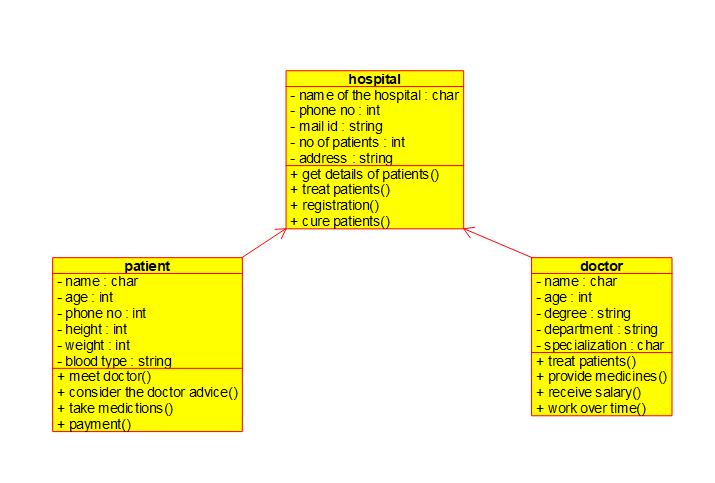 hospital
- name of the hospital : char
- phone no : int
- mail id : string
- no of patients : int
- address : string
+ get details of patients()
+ treat patients()
+ registration()
+ cure patients()
patient
- name : char
- age : int
- phone no : int
- height : int
- weight : int
- blood type : string
+ meet doctor()
+ consider the doctor advice()
+ take medictions()
+ payment()
doctor
- name : char
- age : int
- degree : string
- department : string
- specialization : char
+ treat patients()
+ provide medicines()
+ receive salary()
+ work over time()